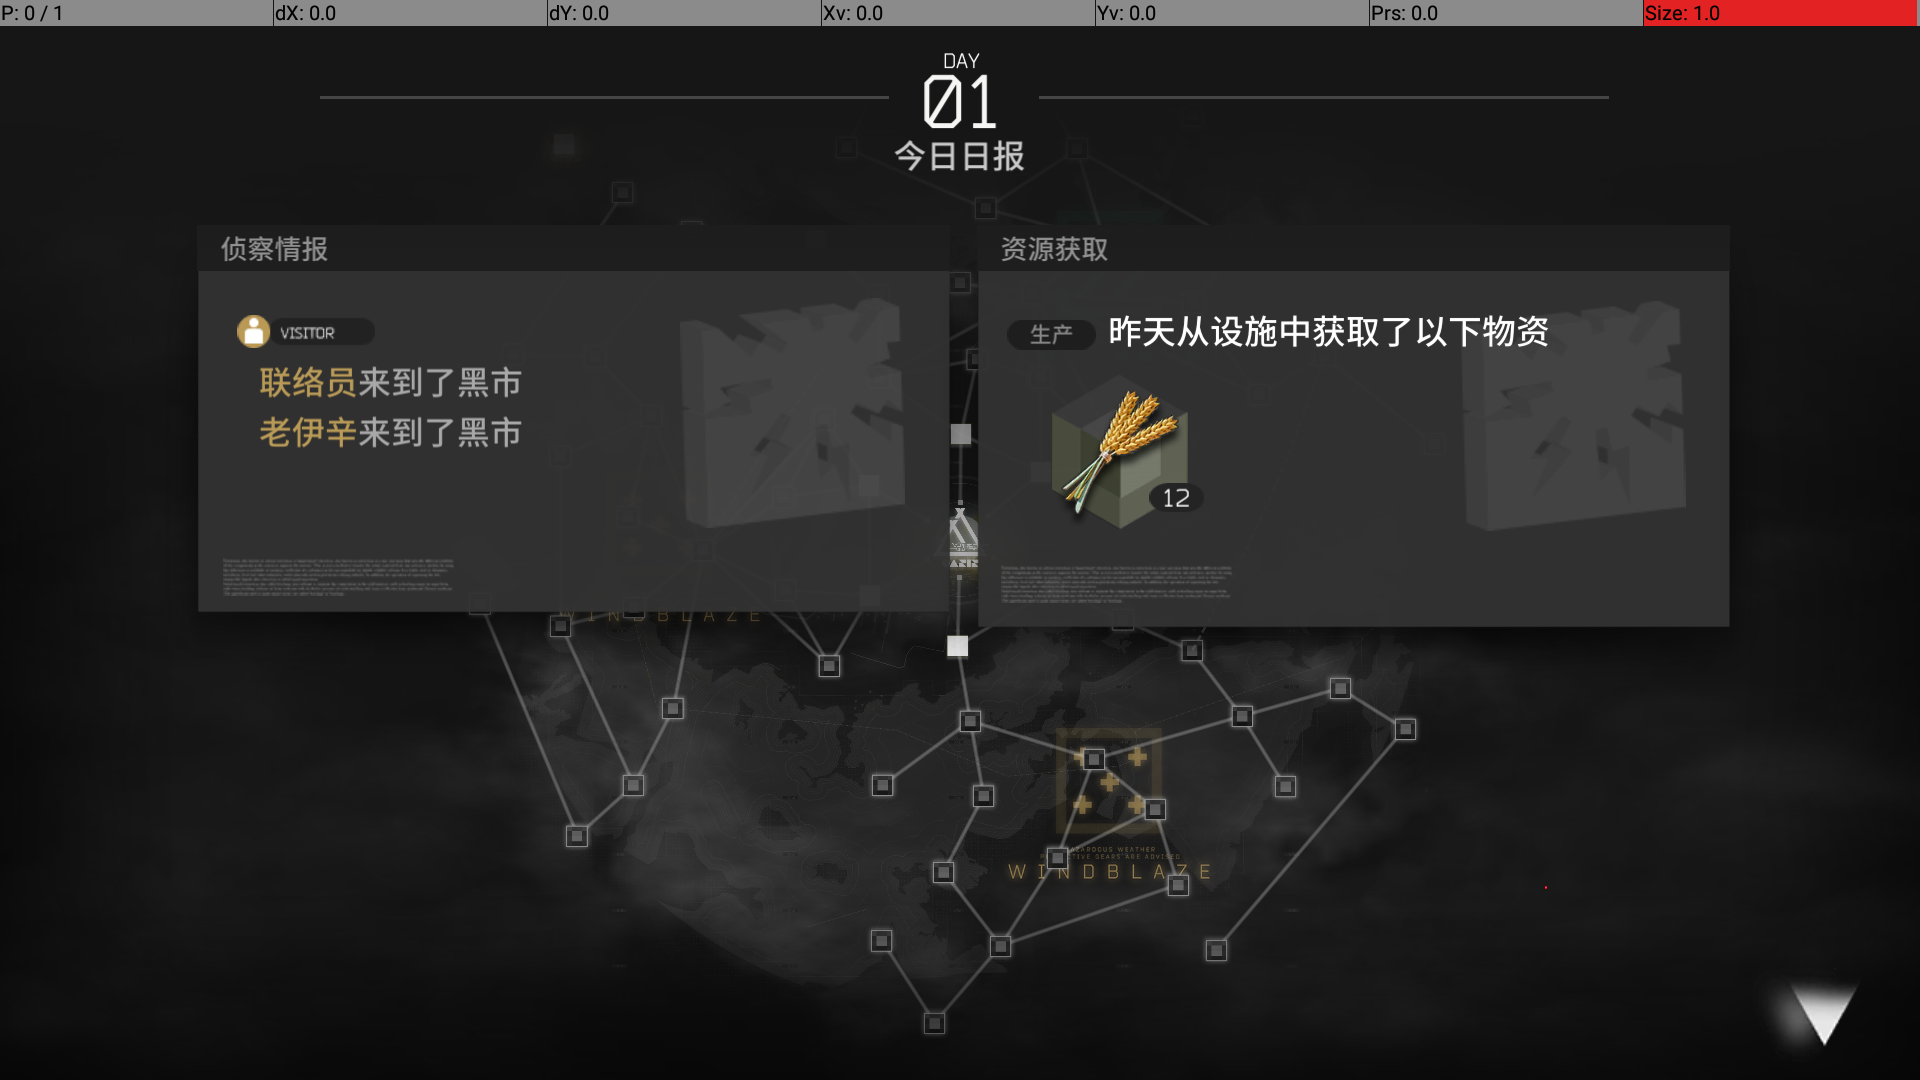 P: 0 / 1
dX: 0.0
dY: 0.0
Xv: 0.0
Yv: 0.0
Prs: 0.0
Size: 1.0
DAY
01
今日日报
侦察情报
VISITOR
联络员来到了黑市
老伊辛来到了黑市
资源获取
生产 昨天从设施中获取了以下物资
12
WINDBLAZE
WINDBLAZE